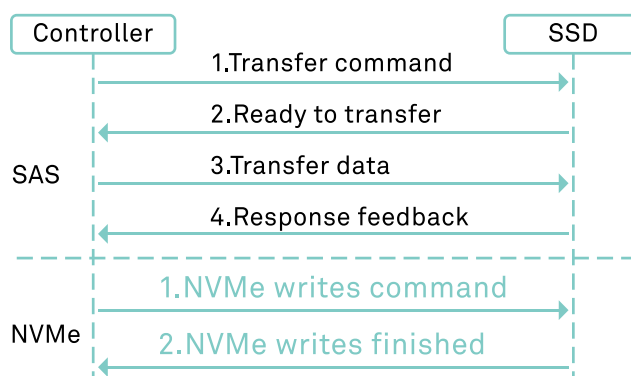 Controller
SSD
1.Transfer command
2.Ready to transfer
SAS
3.Transfer data
4.Response feedback
1.NVMe writes command
NVMe
2.NVMe writes finished